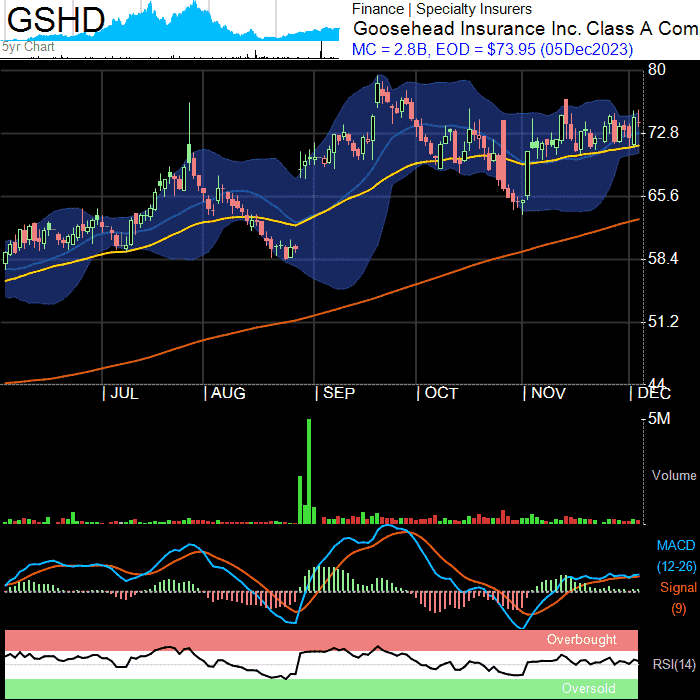 GSHD
5yr Chart
Finance | Specialty Insurers
Goosehead Insurance Inc. Class A Com
MC = 2.8B, EOD = $73.95 (05Dec2023)
80
72.8
65.6
58.4
51.2
44
| JUL | AUG | SEP | OCT | NOV | DEC
5M
Volume
MACD
(12-26)
Signal
(9)
Overbought
RSI(14)
Oversold